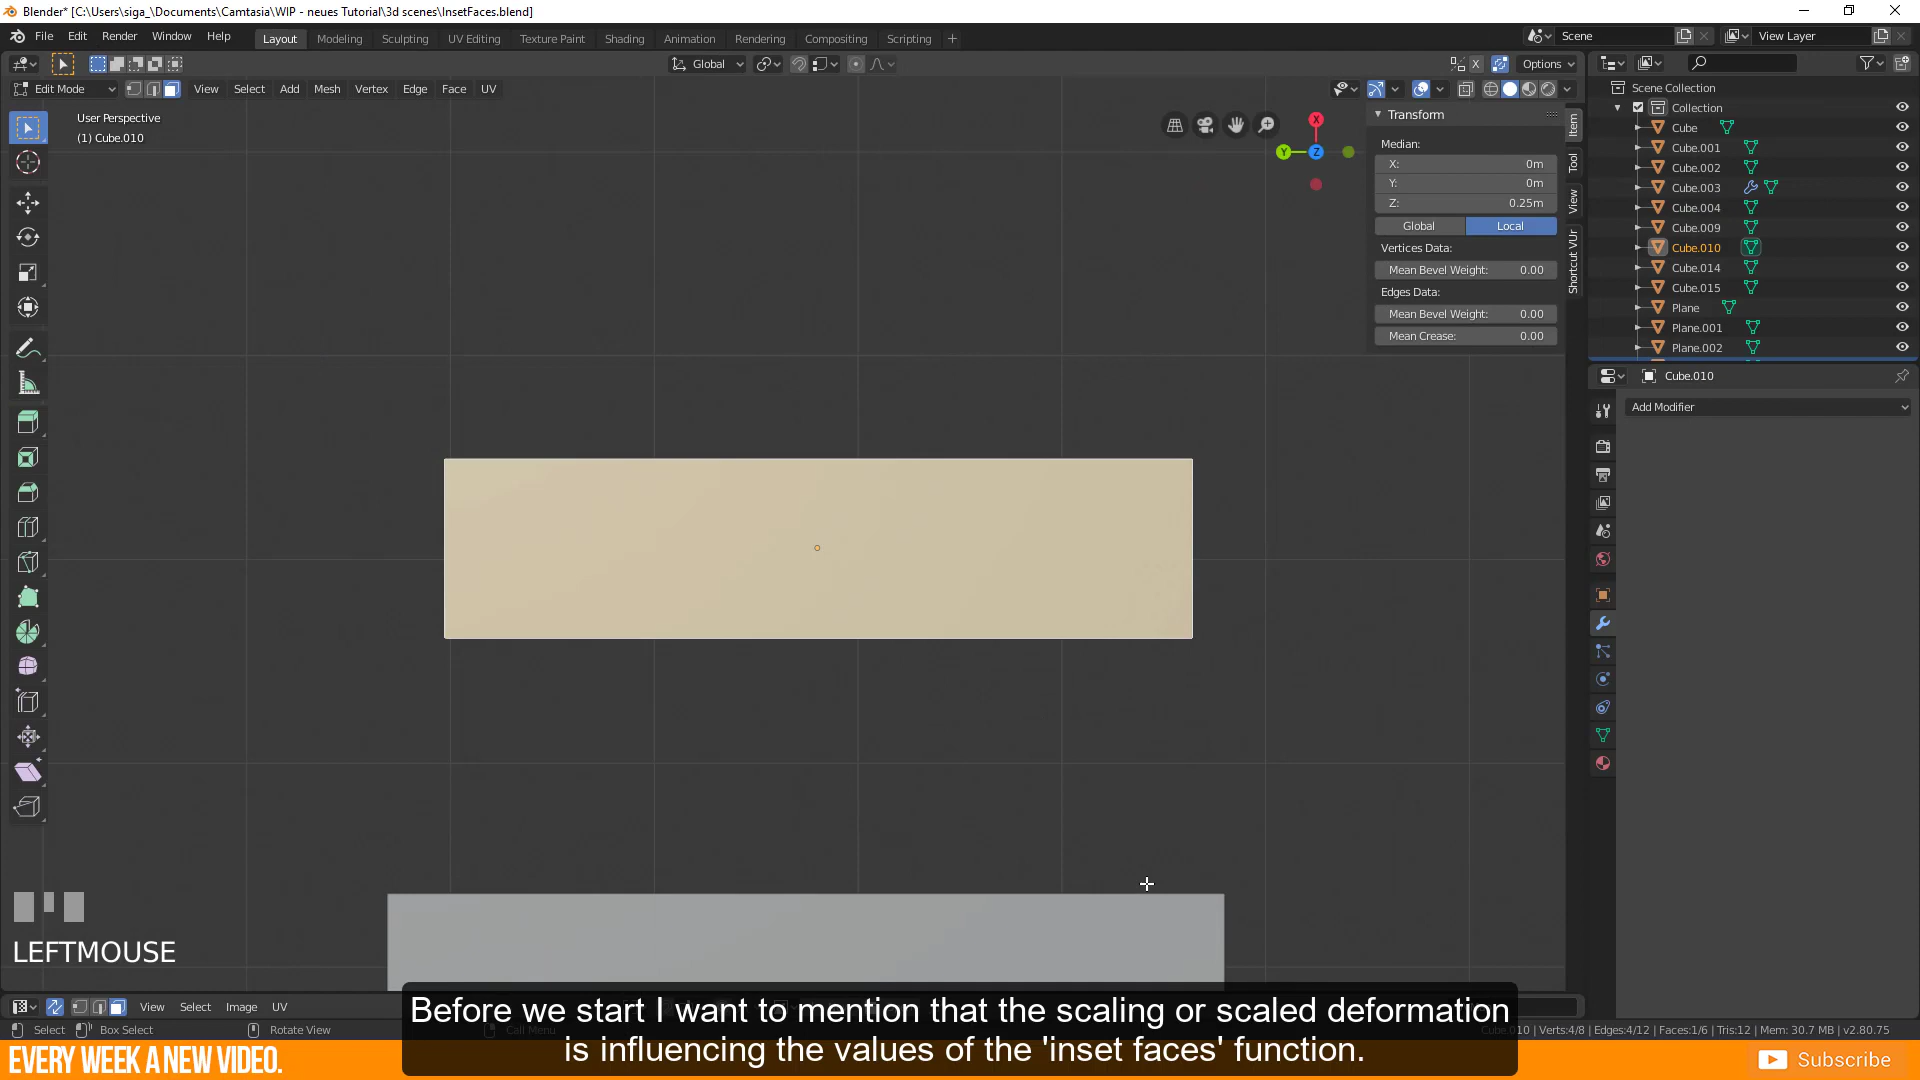 Blender* [C:\Users\siga_\Documents\Camtasia\WIP - neues Tutorial\3d scenes\InsetFaces.blend]
File Edit Render Window Help Layout Modeling Sculpting UV Editing Texture Paint Shading Animation Rendering Compositing Scripting
Scene
View Layer
Global
X
Options
Edit Mode
View Select Add Mesh Vertex Edge Face UV
User Perspective
(1) Cube.010
X
Y
Z
Transform
Median:
X: 0m
Y: 0m
Z: 0.25m
Global Local
Vertices Data:
Mean Bevel Weight: 0.00
Edges Data:
Mean Bevel Weight: 0.00
Mean Crease: 0.00
Item
Tool
View
Shortcut VUr
Scene Collection
Collection
Cube
Cube.001
Cube.002
Cube.003
Cube.004
Cube.009
Cube.010
Cube.014
Cube.015
Plane
Plane.001
Plane.002
Cube.010
Add Modifier
LEFTMOUSE
View Select Image UV
Select Box Select Rotate View Call Menu
Cube.010 | Verts:4/8 | Edges:4/12 | Faces:1/6 | Tris:12 | Mem: 30.7 MB | v2.80.75
Before we start I want to mention that the scaling or scaled deformation
is influencing the values of the 'inset faces' function.
EVERY WEEK A NEW VIDEO.
Subscribe